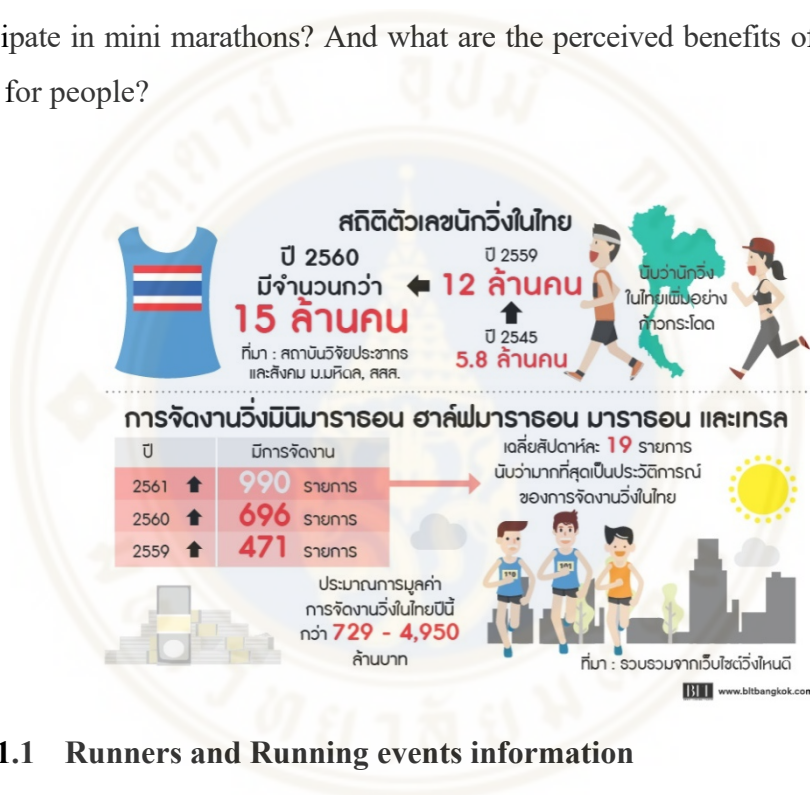 ipate in mini marathons? And what are the perceived benefits of
for people?
สถิติตัวเลขนักวิ่งในไทย
ปี 2560
มีจำนวนกว่า
15 ล้านคน
ที่มา : สถาบันวิจัยประชากร
และสังคม ม.มหิดล, สสส.
ปี 2559
12 ล้านคน
ปี 2545
5.8 ล้านคน
นับว่านักวิ่ง
ในไทยเพิ่มอย่าง
ก้าวกระโดด
การจัดงานวิ่งมินิมาราธอน ฮาล์ฟมาราธอน มาราธอน และเทรล
ปี มีการจัดงาน
2561 990 รายการ
2560 696 รายการ
2559 471 รายการ
เฉลี่ยสัปดาห์ละ 19 รายการ
นับว่ามากที่สุดเป็นประวัติการณ์
ของการจัดงานวิ่งในไทย
ประมาณการมูลค่า
การจัดงานวิ่งในไทยปีนี้
กว่า 729 - 4,950
ล้านบาท
ที่มา : รวบรวมจากเว็บไซต์วิ่งไหนดี
BLT www.bltbangkok.com
1.1 Runners and Running events information